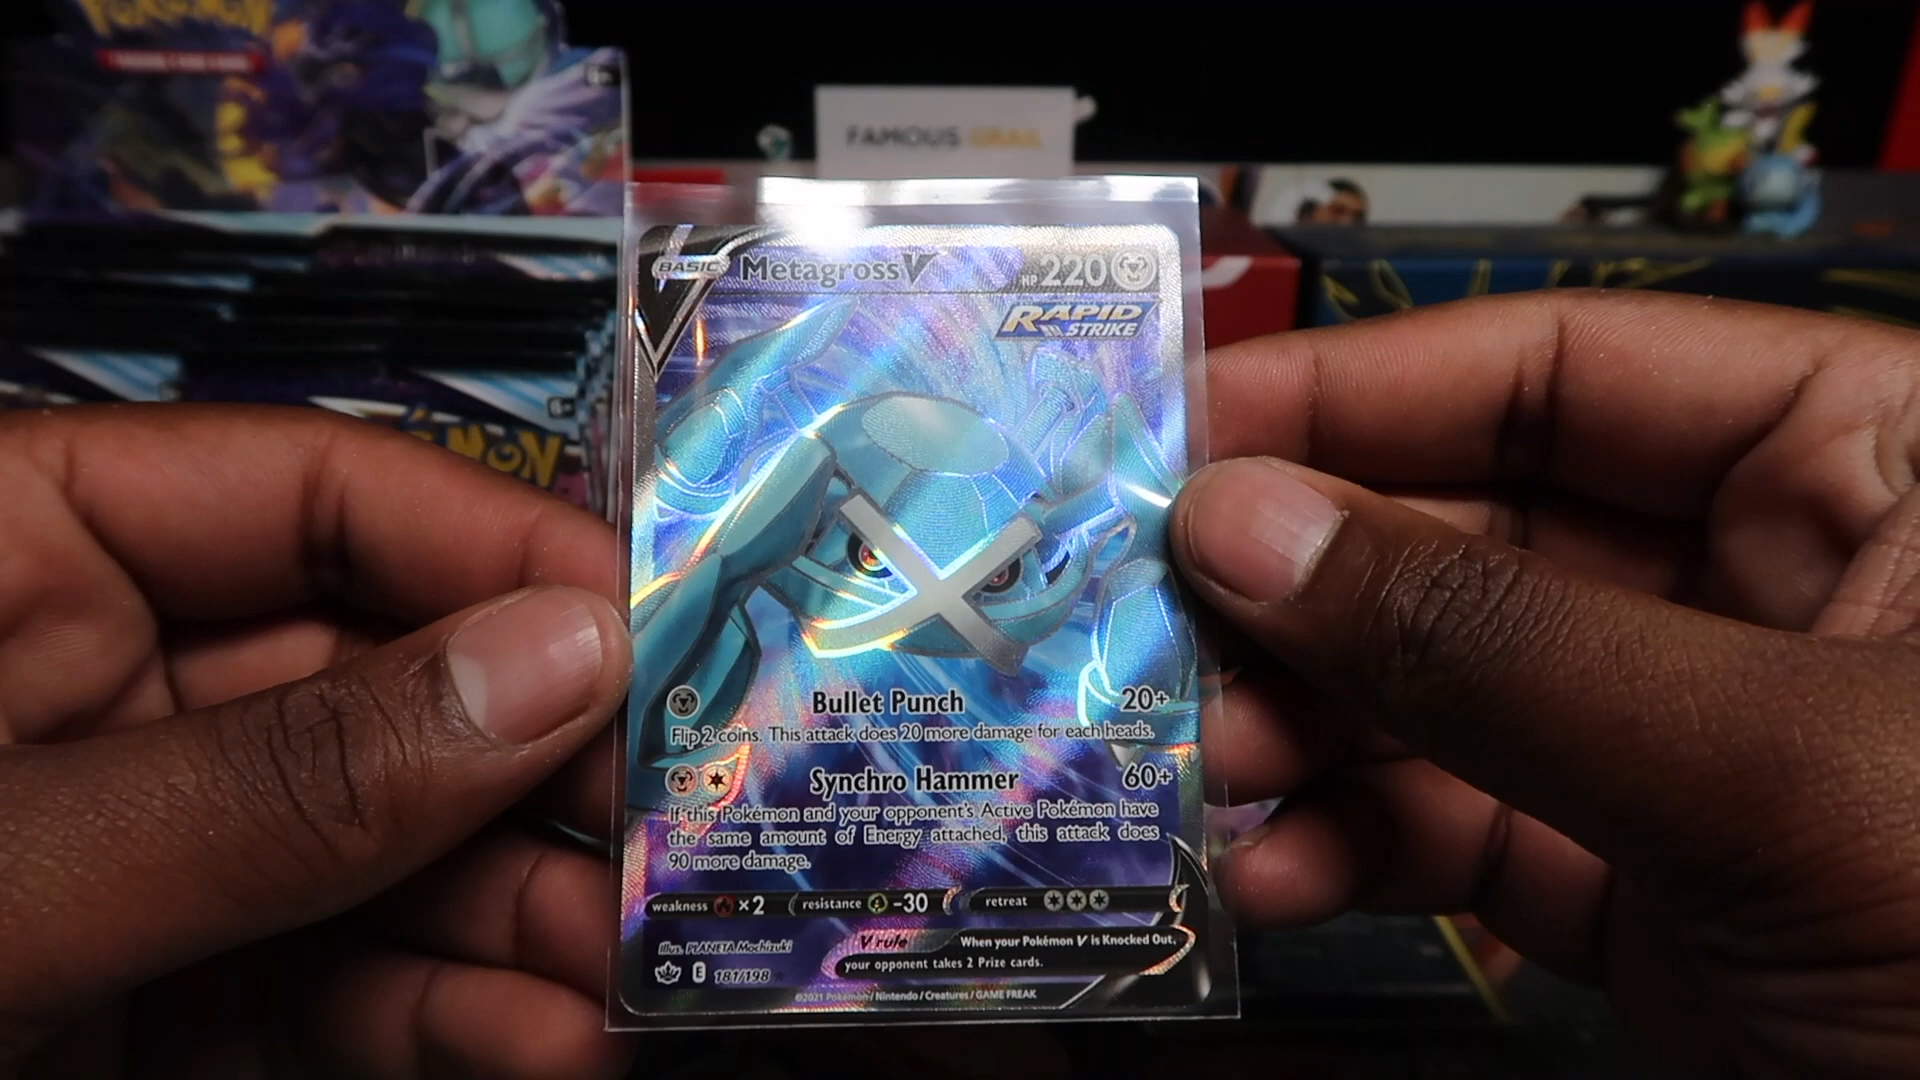 POKÉMON
FAMOUS GRAIL
BASIC Metagross V HP 220
RAPID
STRIKE
POKÉMON
Bullet Punch 20+
Flip 2 coins. This attack does 20 more damage for each heads.
Synchro Hammer 60+
If this Pokémon and your opponent's Active Pokémon have
the same amount of Energy attached, this attack does
90 more damage.
weakness ×2 resistance -30 retreat
Illus. PLANETA Mochizuki
V rule When your Pokémon V is Knocked Out,
your opponent takes 2 Prize cards.
E 181/198
©2021 Pokémon / Nintendo / Creatures / GAME FREAK